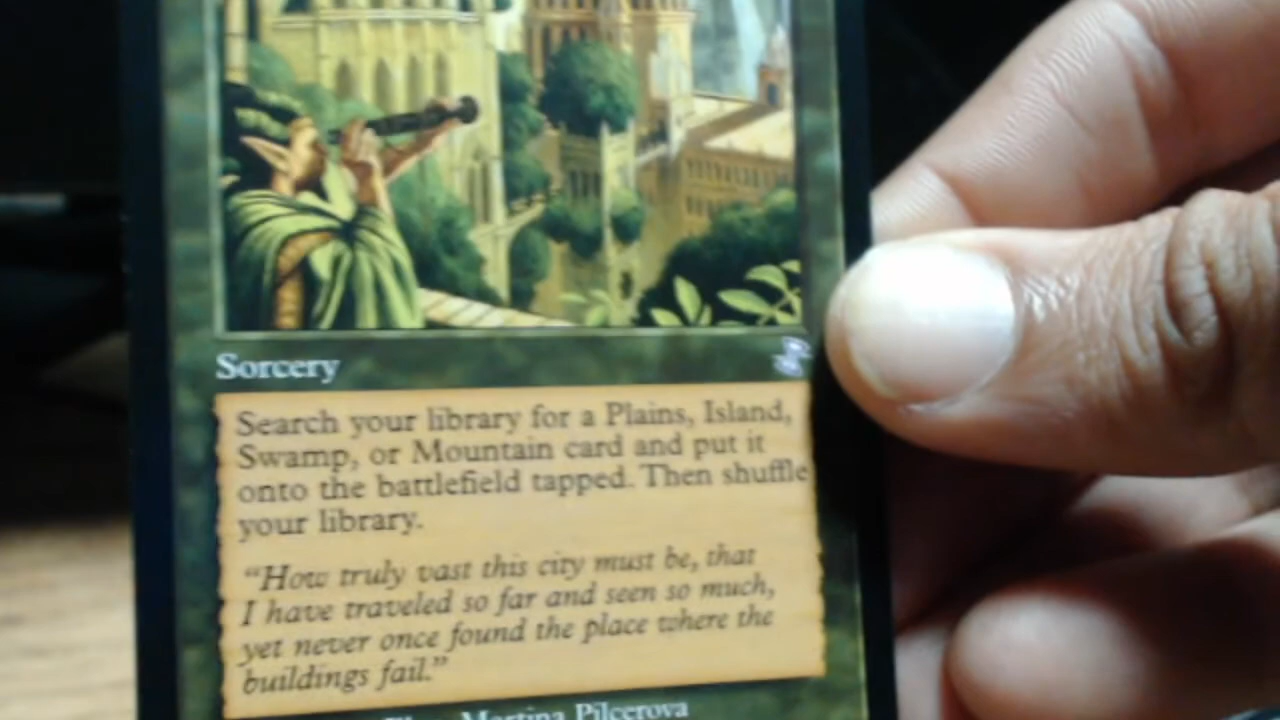 Sorcery
Search your library for a Plains, Island,
Swamp, or Mountain card and put it
onto the battlefield tapped. Then shuffle
your library.
“How truly vast this city must be, that
I have traveled so far and seen so much,
yet never once found the place where the
buildings fail.”
Martina Pilcerova